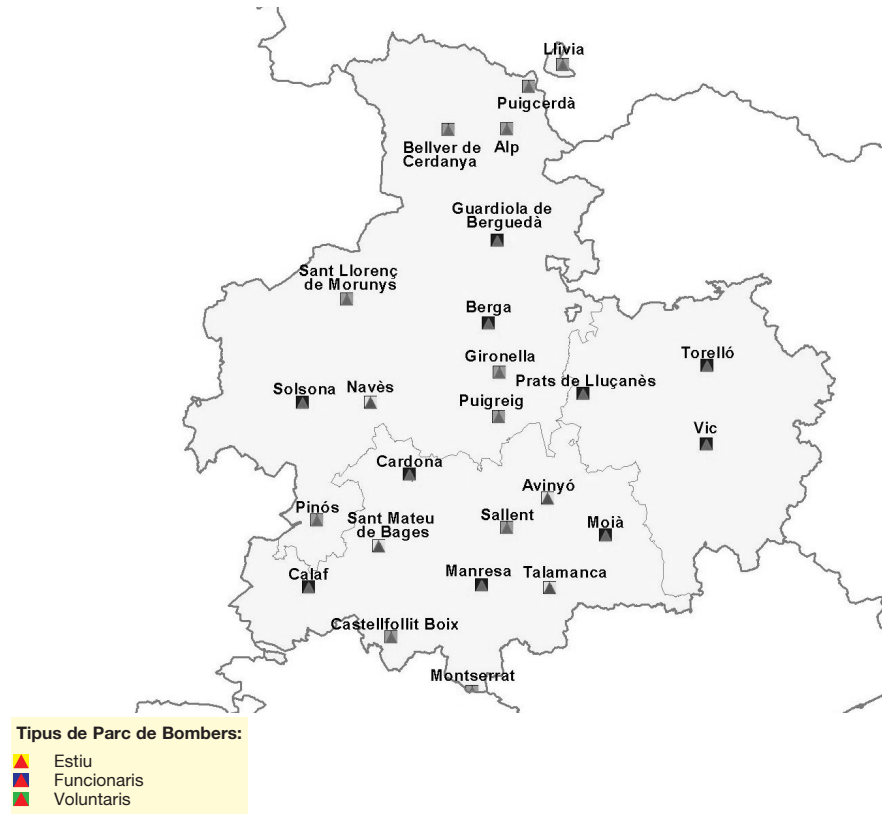 Llívia
Puigcerdà
Bellver de
Cerdanya
Alp
Guardiola de
Berguedà
Sant Llorenç
de Morunys
Berga
Gironella
Torelló
Prats de Lluçanès
Solsona
Navès
Puigreig
Vic
Cardona
Avinyó
Pinós
Sant Mateu
de Bages
Sallent
Moià
Calaf
Manresa
Talamanca
Castellfollit Boix
Montserrat
Tipus de Parc de Bombers:
Estiu
Funcionaris
Voluntaris